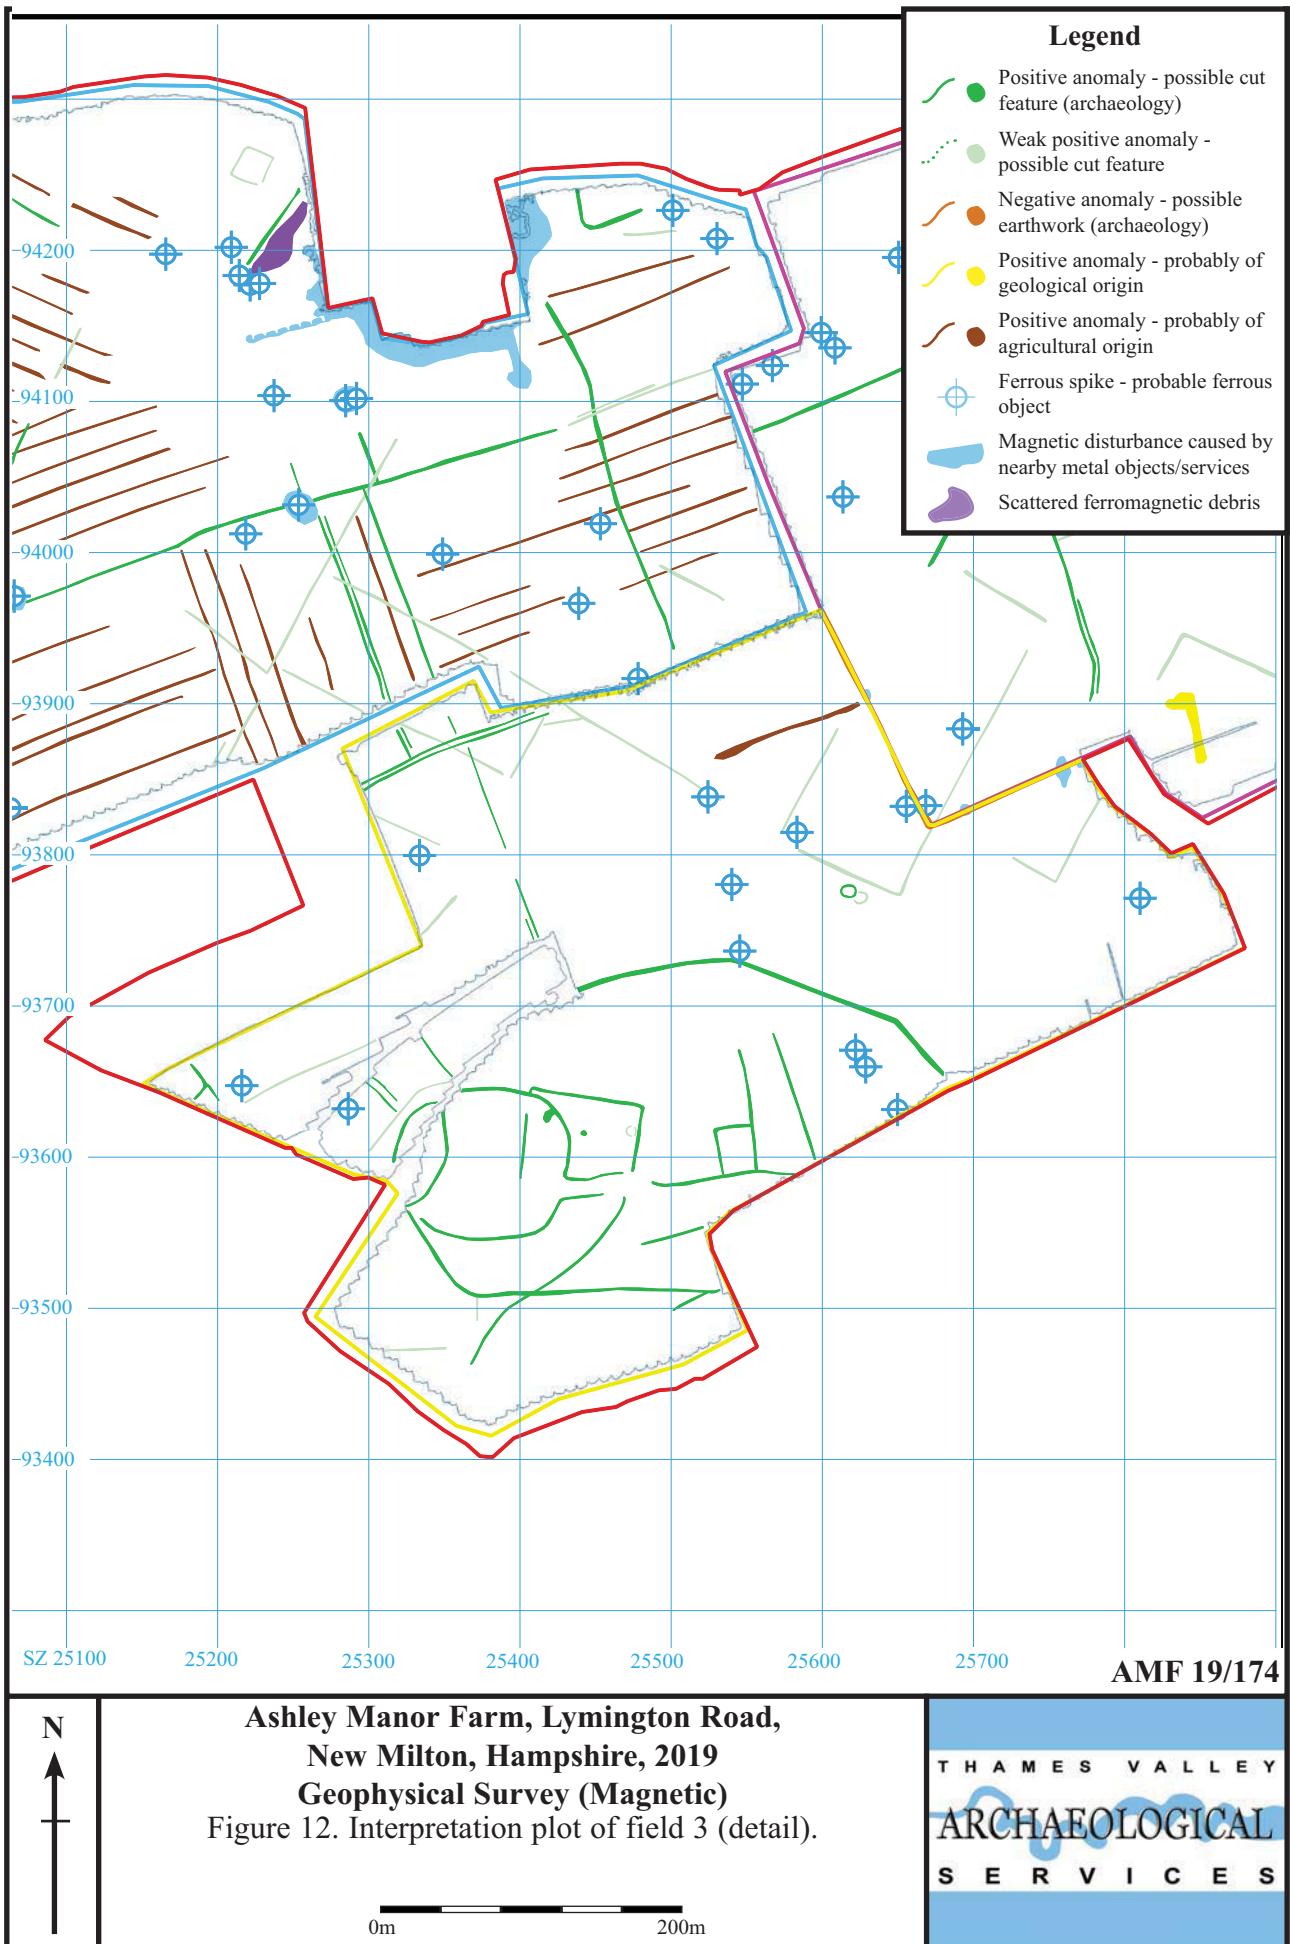 Legend
Positive anomaly - possible cut
feature (archaeology)
Weak positive anomaly -
possible cut feature
Negative anomaly - possible
earthwork (archaeology)
Positive anomaly - probably of
geological origin
Positive anomaly - probably of
agricultural origin
Ferrous spike - probable ferrous
object
Magnetic disturbance caused by
nearby metal objects/services
Scattered ferromagnetic debris
94200
94100
94000
93900
93800
93700
93600
93500
93400
SZ 25100
25200
25300
25400
25500
25600
25700
AMF 19/174
N
Ashley Manor Farm, Lymington Road,
New Milton, Hampshire, 2019
Geophysical Survey (Magnetic)
Figure 12. Interpretation plot of field 3 (detail).
0m
200m
THAMES VALLEY
ARCHAEOLOGICAL
SERVICES